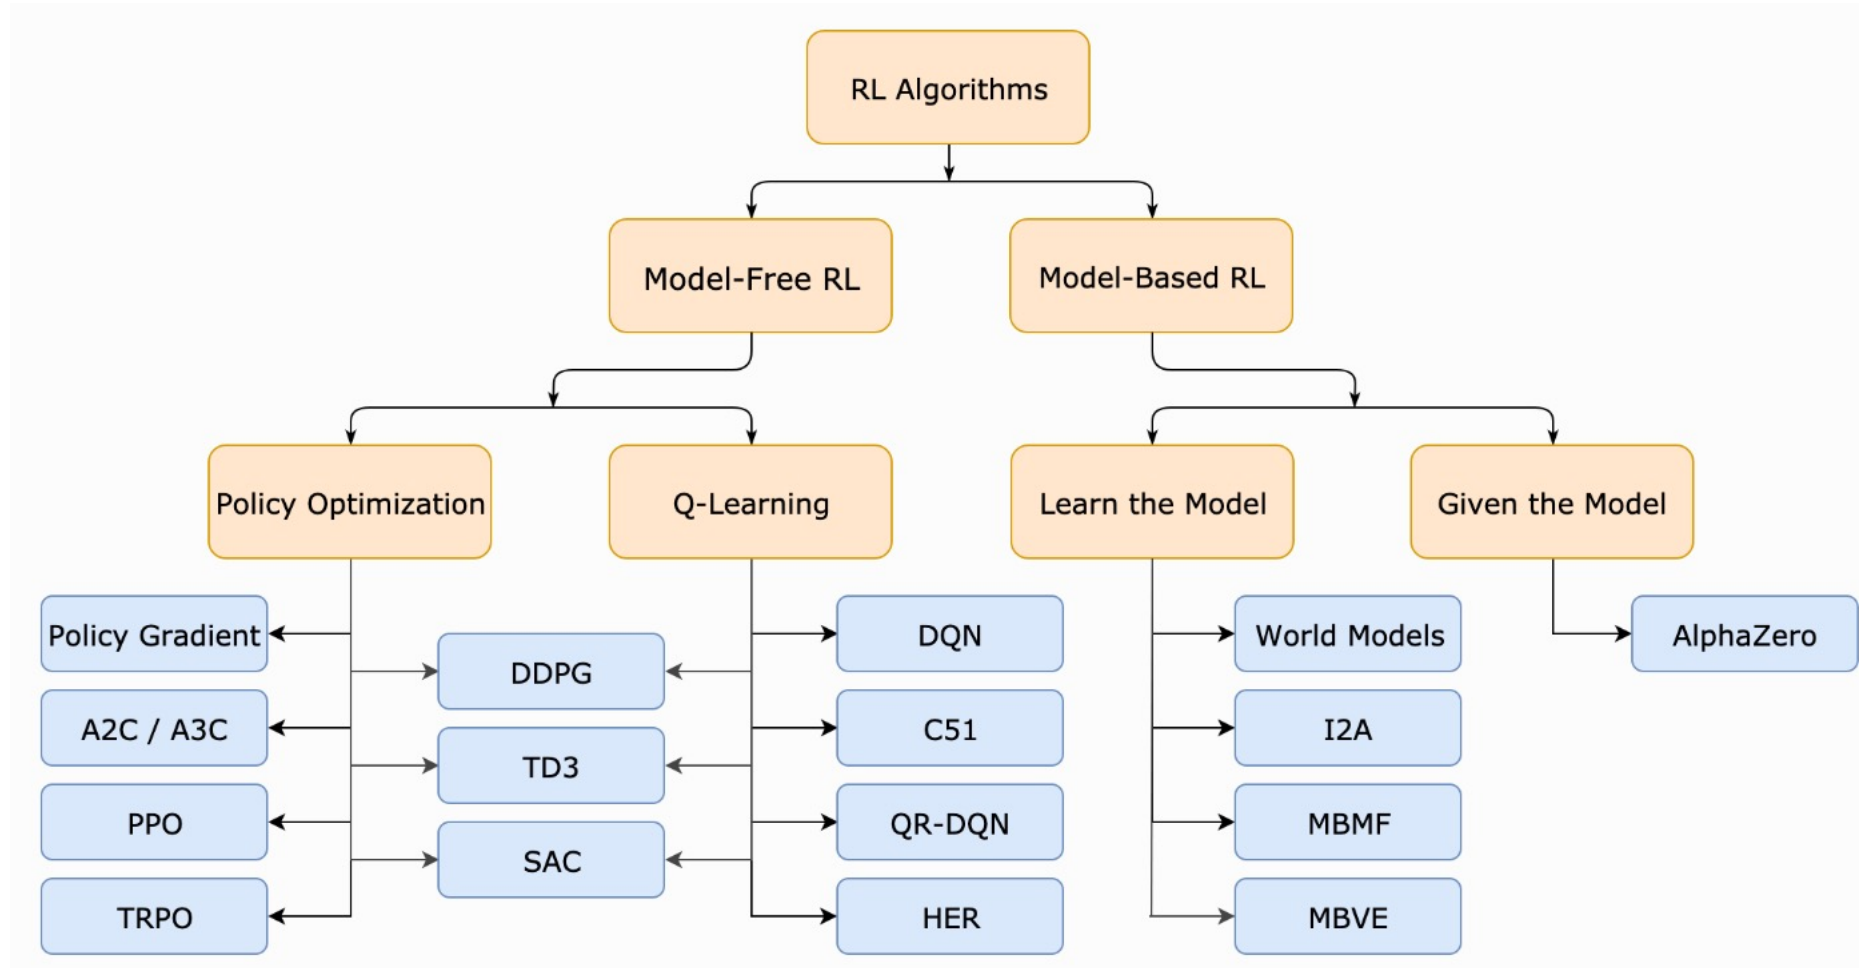 RL Algorithms
Model-Free RL
Model-Based RL
Policy Optimization
Q-Learning
Learn the Model
Given the Model
Policy Gradient
A2C / A3C
PPO
TRPO
DDPG
TD3
SAC
DQN
C51
QR-DQN
HER
World Models
I2A
MBMF
MBVE
AlphaZero